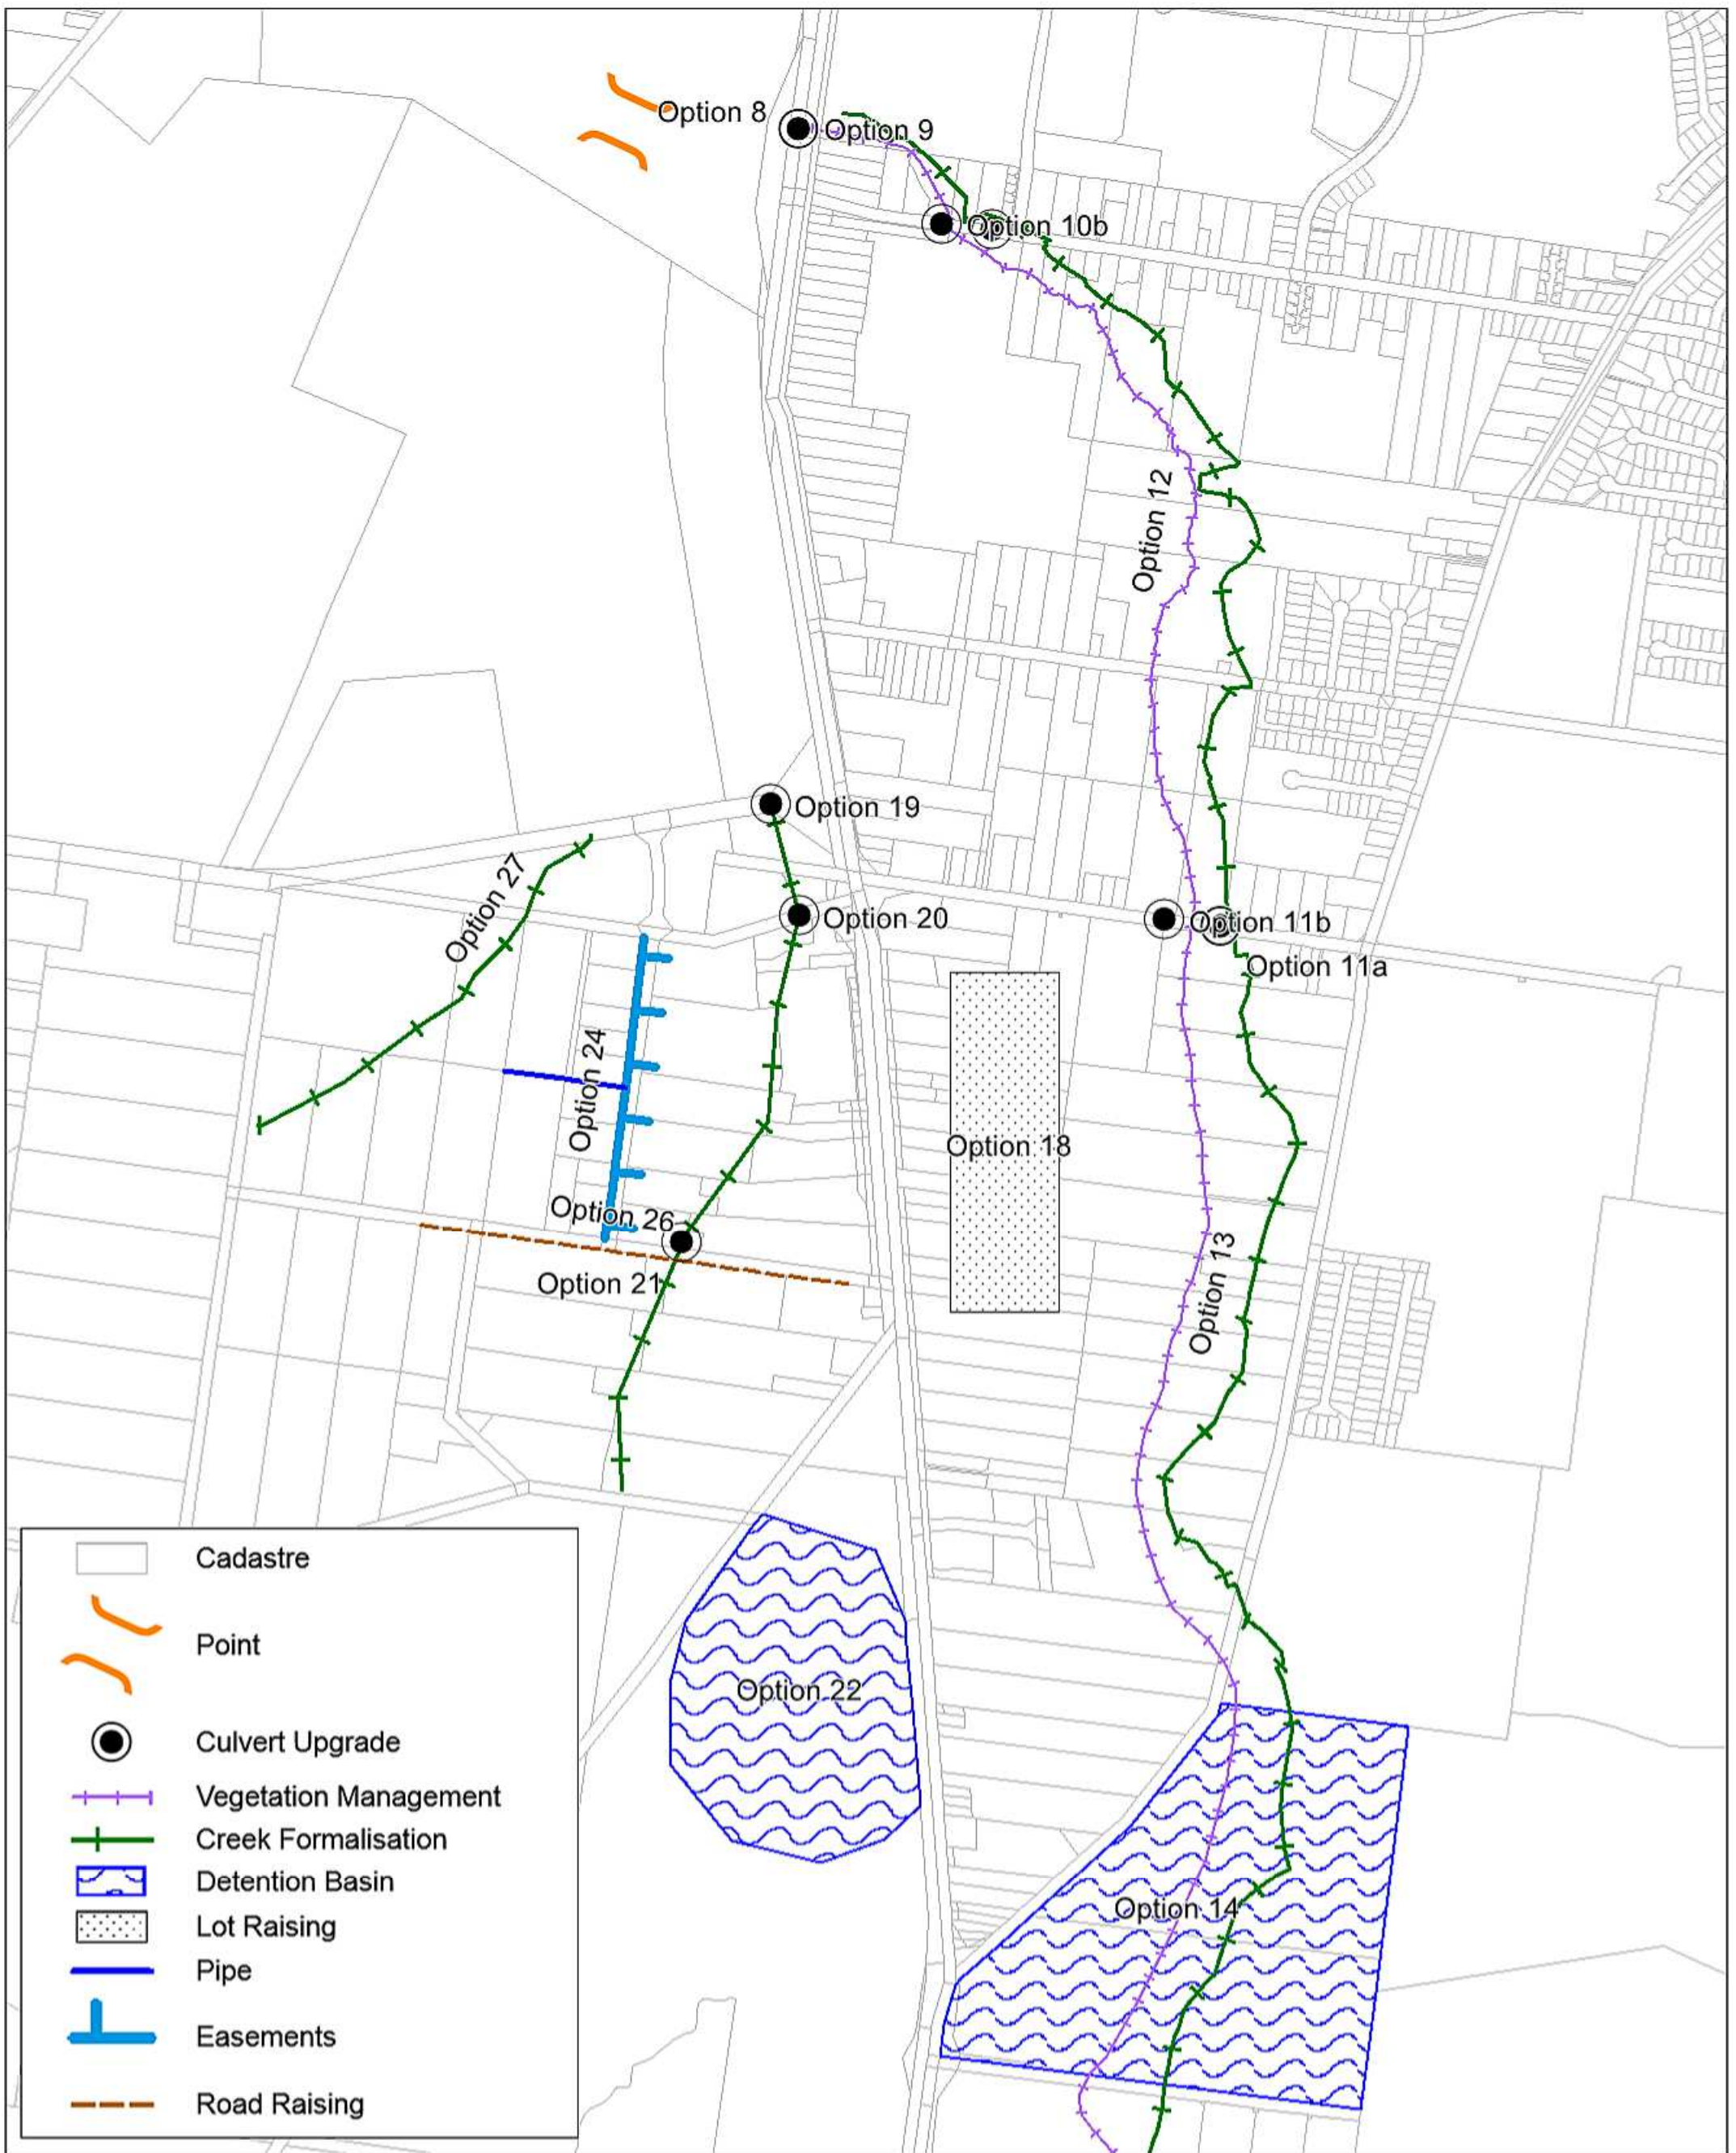 Option 8
Option 9
Option 10b
Option 12
Option 19
Option 27
Option 20
Option 11b
Option 11a
Option 24
Option 18
Option 26
Option 21
Option 13
Option 22
Option 14
Cadastre
Point
Culvert Upgrade
Vegetation Management
Creek Formalisation
Detention Basin
Lot Raising
Pipe
Easements
Road Raising